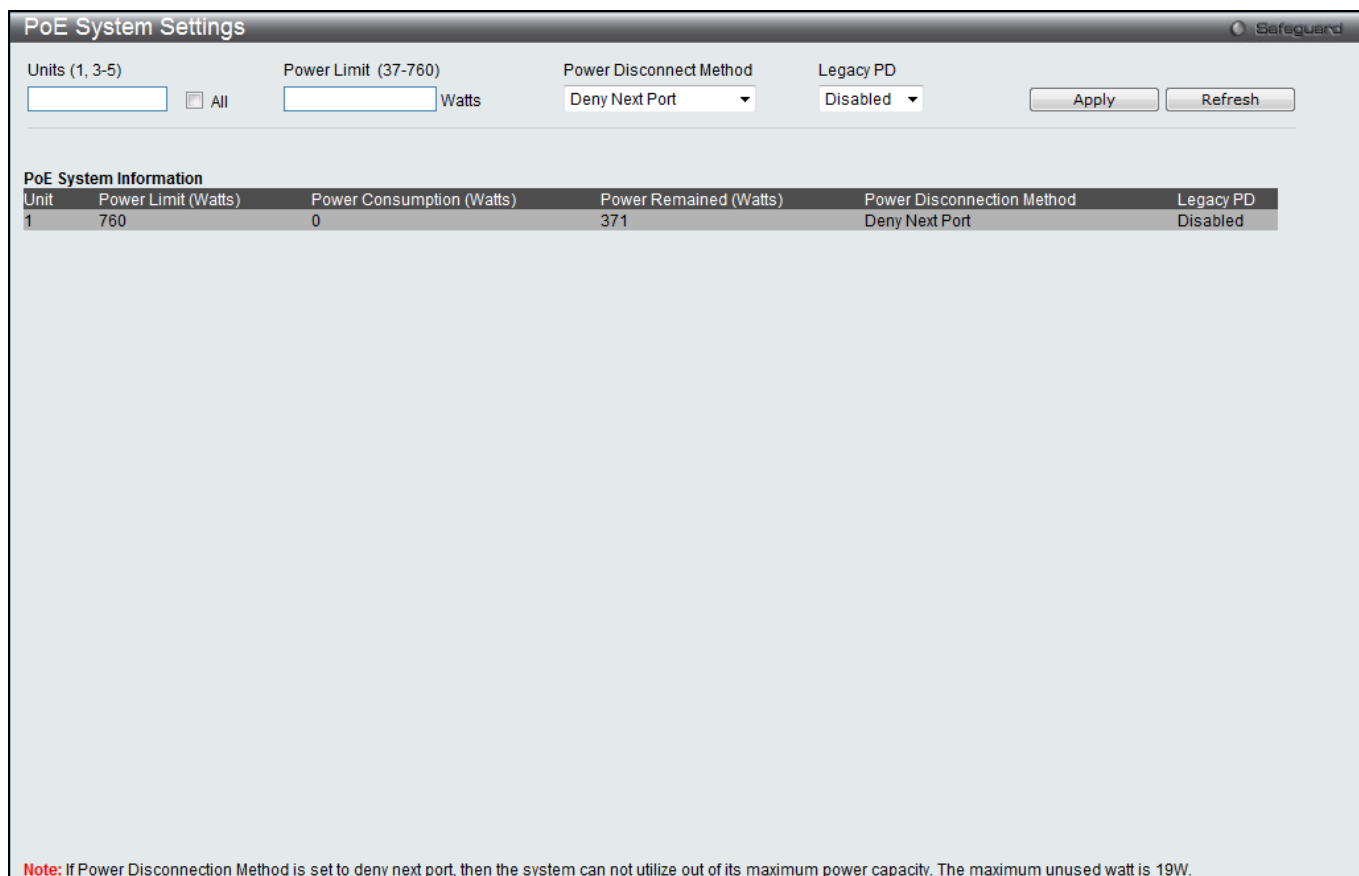 PoE System Settings
Safeguard
Units (1, 3-5) Power Limit (37-760) Power Disconnect Method Legacy PD
All Watts Deny Next Port Disabled Apply Refresh
PoE System Information
Unit Power Limit (Watts) Power Consumption (Watts) Power Remained (Watts) Power Disconnection Method Legacy PD
1 760 0 371 Deny Next Port Disabled
Note: If Power Disconnection Method is set to deny next port, then the system can not utilize out of its maximum power capacity. The maximum unused watt is 19W.